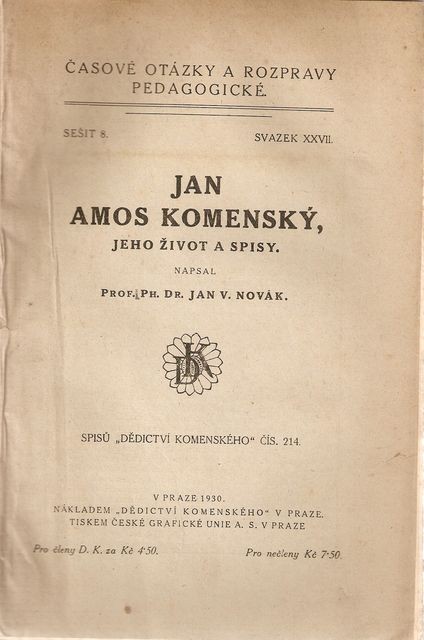 ČASOVÉ OTÁZKY A ROZPRAVY
PEDAGOGICKÉ.
SEŠIT 8. SVAZEK XXVII.
JAN
AMOS KOMENSKÝ,
JEHO ŽIVOT A SPISY.
NAPSAL
PROF. PH. DR. JAN V. NOVÁK.
DK
SPISŮ „DĚDICTVÍ KOMENSKÉHO" ČÍS. 214.
V PRAZE 1930.
NÁKLADEM „DĚDICTVÍ KOMENSKÉHO" V PRAZE.
TISKEM ČESKÉ GRAFICKÉ UNIE A. S. V PRAZE
Pro členy D. K. za Kč 4·50. Pro nečleny Kč 7·50.